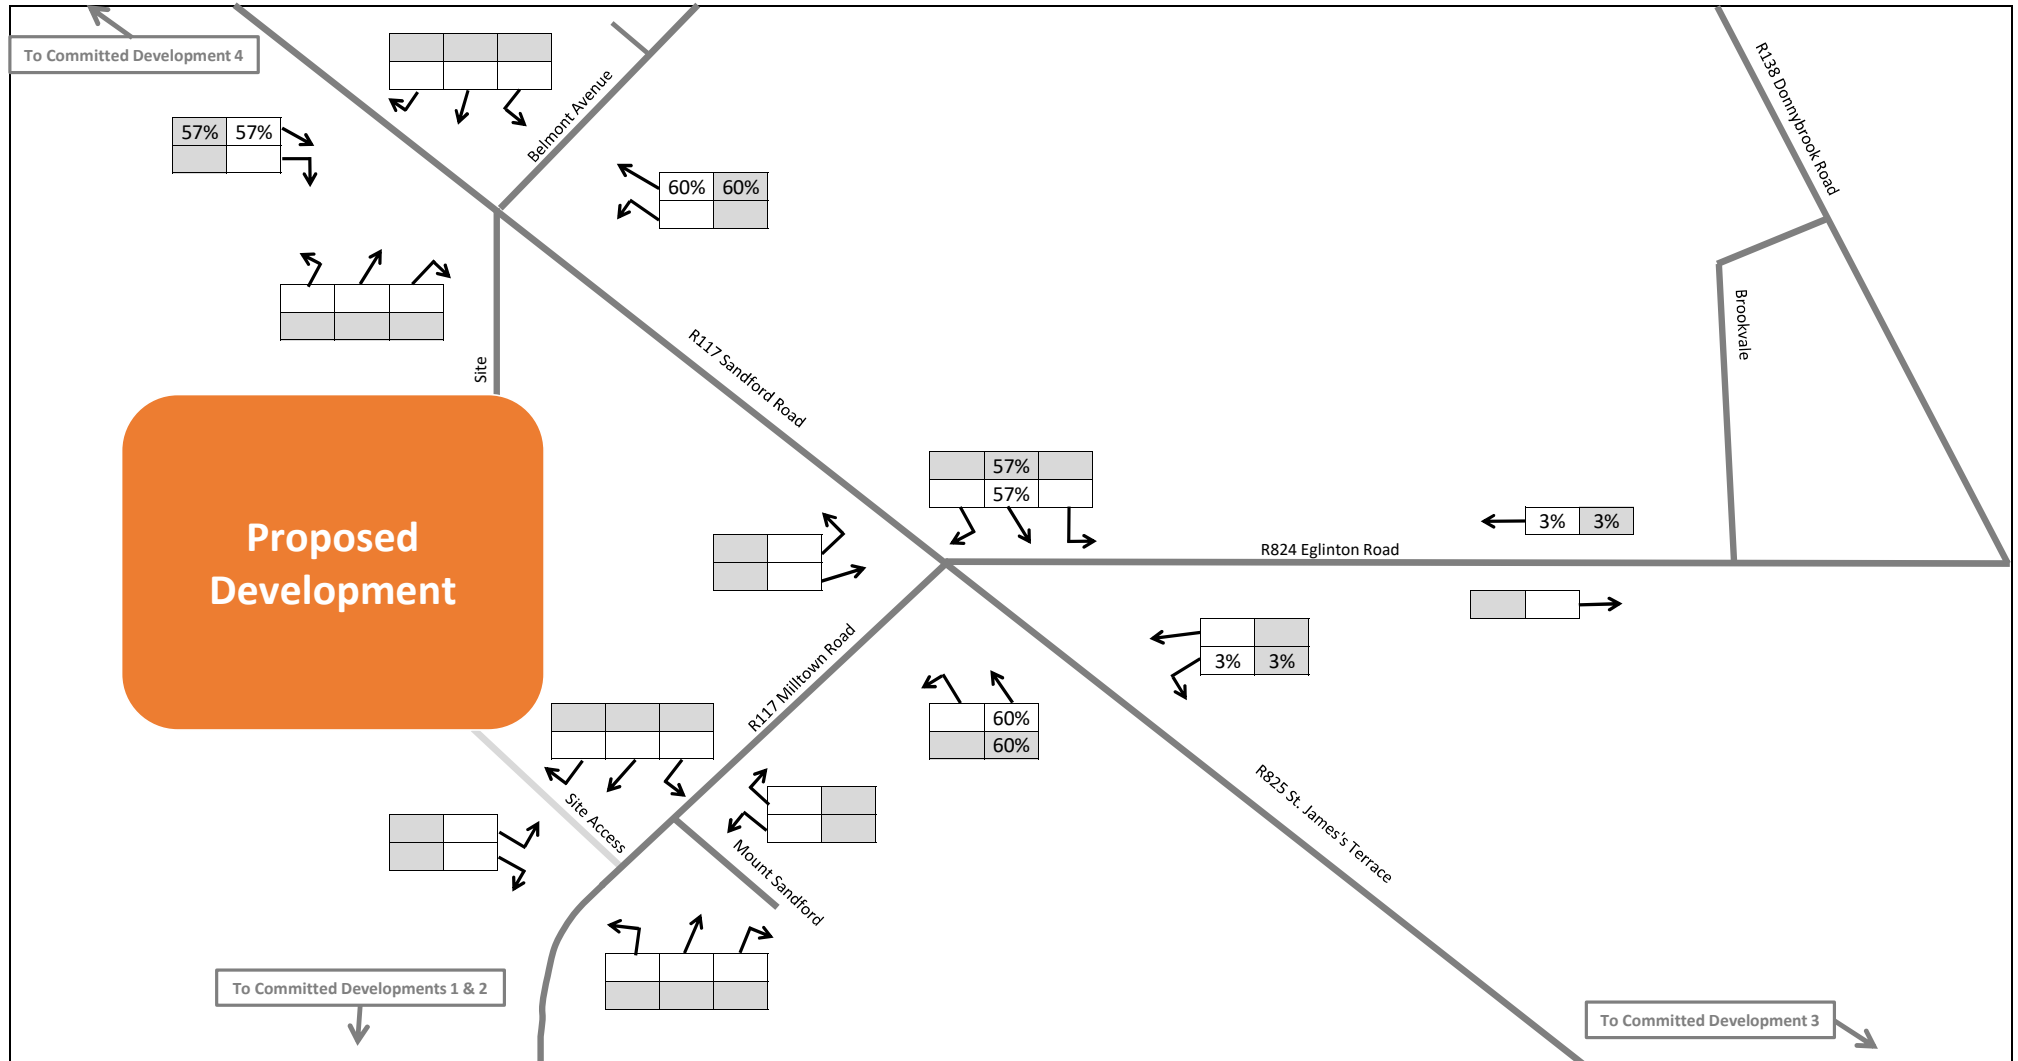 To Committed Development 4
Belmont Avenue
R138 Donnybrook Road
57% 57%
60% 60%
Brookvale
Site
R117 Sandford Road
57%
57%
3% 3%
Proposed
Development
R824 Eglinton Road
3% 3%
R117 Milltown Road
60%
60%
Site Access
R825 St. James's Terrace
Mount Sandford
To Committed Developments 1 & 2
To Committed Development 3